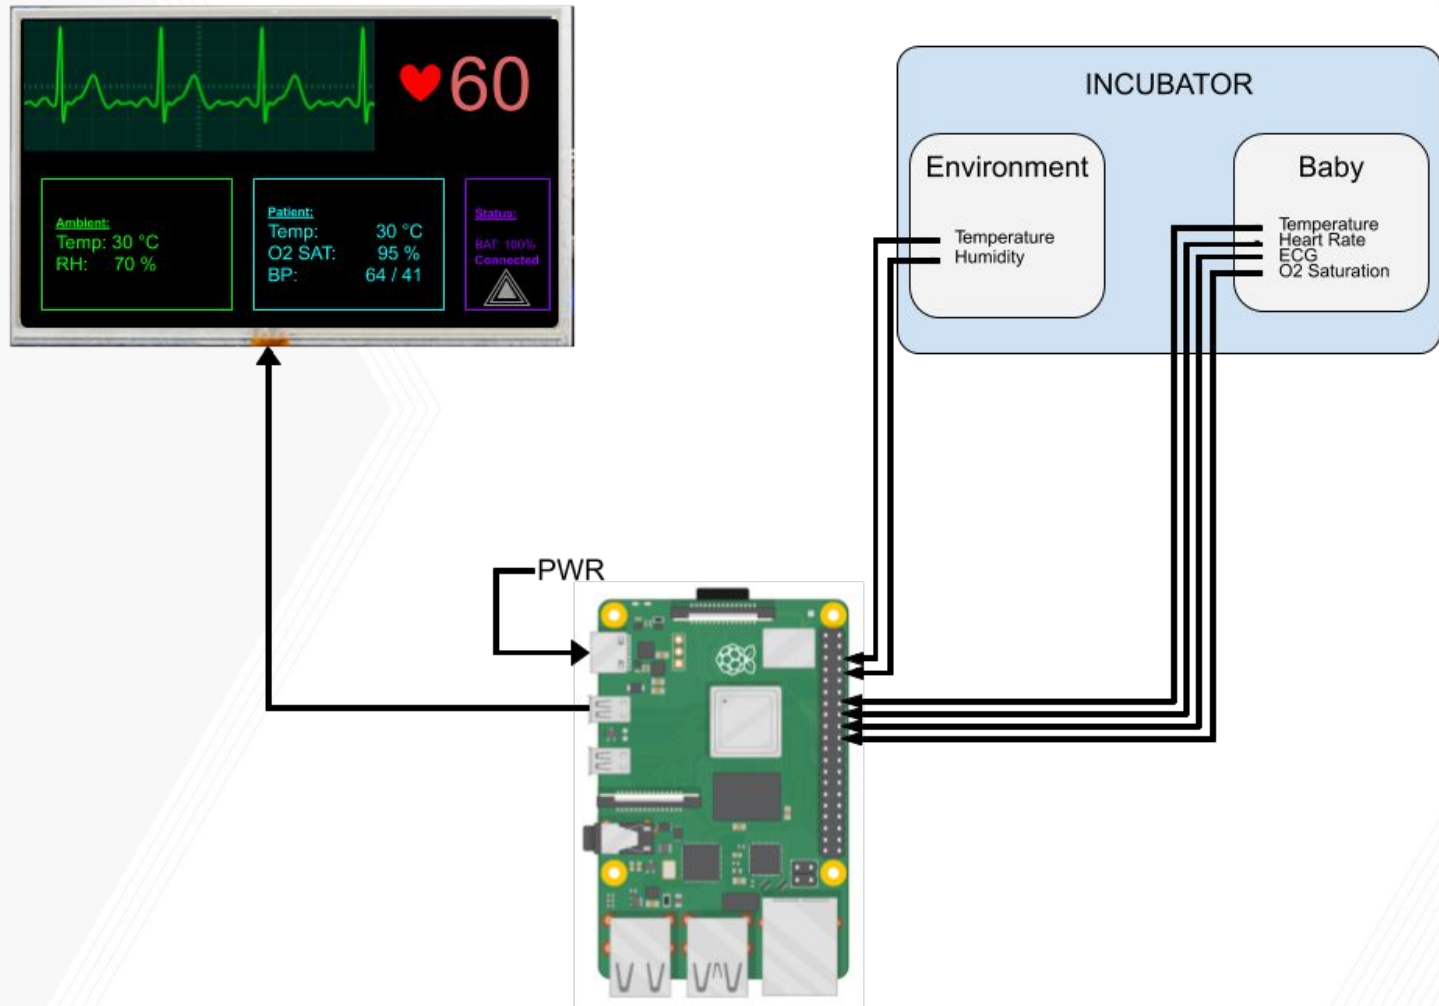 60
Ambient:
Temp: 30 °C
RH: 70 %
Patient:
Temp: 30 °C
O2 SAT: 95 %
BP: 64 / 41
Status:
BAT: 100%
Connected
INCUBATOR
Environment
Temperature
Humidity
Baby
Temperature
Heart Rate
ECG
O2 Saturation
PWR